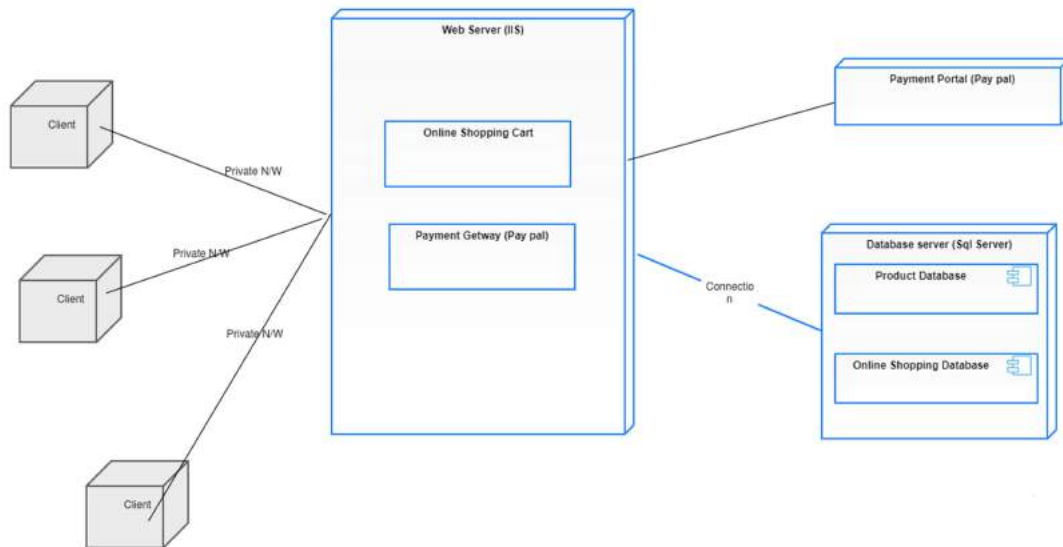 Web Server (IIS)
Payment Portal (Pay pal)
Client
Online Shopping Cart
Private N/W
Payment Getway (Pay pal)
Private N/W
Database server (Sql Server)
Product Database
Client
Connectio
n
Private N/W
Online Shopping Database
Client